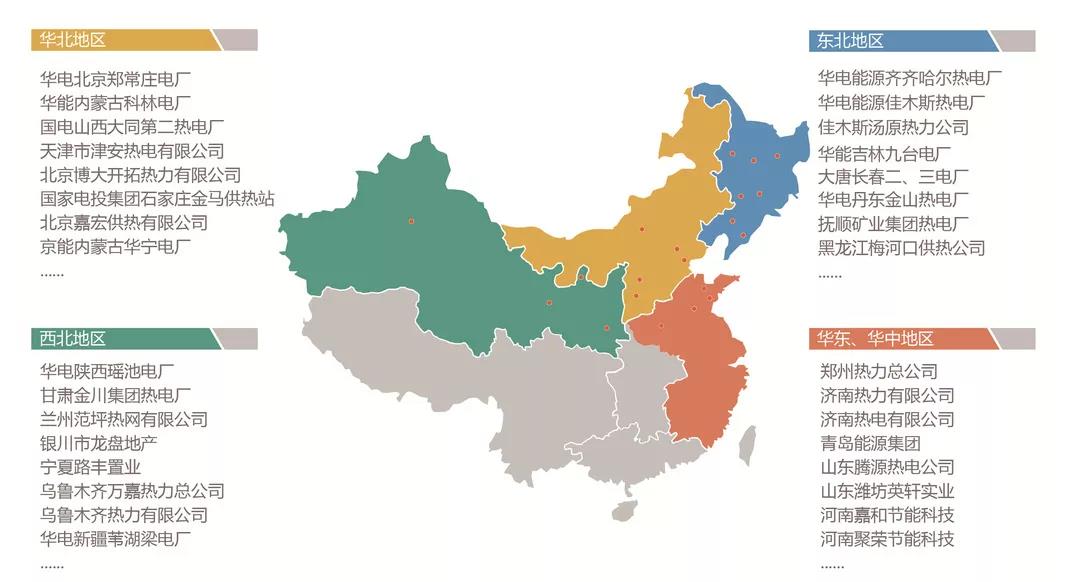 华北地区
华电北京郑常庄电厂
华能内蒙古科林电厂
国电山西大同第二热电厂
天津市津安热电有限公司
北京博大开拓热力有限公司
国家电投集团石家庄金马供热站
北京嘉宏供热有限公司
京能内蒙古华宁电厂
......
东北地区
华电能源齐齐哈尔热电厂
华电能源佳木斯热电厂
佳木斯汤原热力公司
华能吉林九台电厂
大唐长春二、三电厂
华电丹东金山热电厂
抚顺矿业集团热电厂
黑龙江梅河口供热公司
......
西北地区
华电陕西瑶池电厂
甘肃金川集团热电厂
兰州范坪热网有限公司
银川市龙盘地产
宁夏路丰置业
乌鲁木齐万嘉热力总公司
乌鲁木齐热力有限公司
华电新疆苇湖梁电厂
......
华东、华中地区
郑州热力总公司
济南热力有限公司
济南热电有限公司
青岛能源集团
山东腾源热电公司
山东潍坊英轩实业
河南嘉和节能科技
河南聚荣节能科技
......